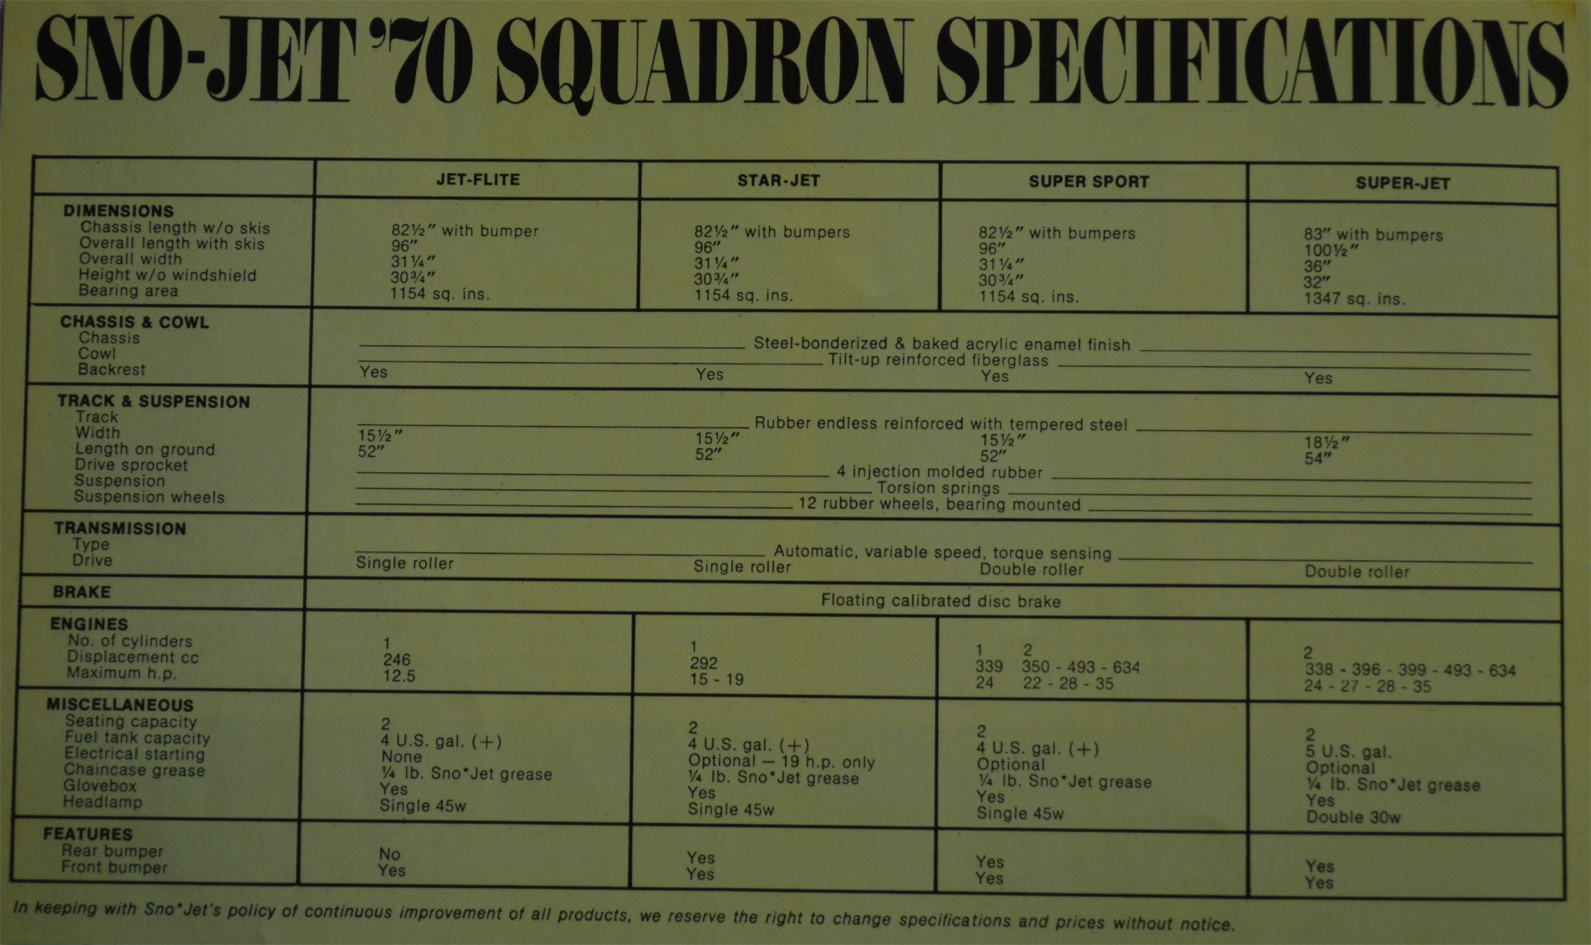 SNO-JET '70 SQUADRON SPECIFICATIONS
JET-FLITE STAR-JET SUPER SPORT SUPER-JET
DIMENSIONS
Chassis length w/o skis 82½" with bumper 82½" with bumpers 82½" with bumpers 83" with bumpers
Overall length with skis 96" 96" 96" 100½"
Overall width 31¼" 31¼" 31¼" 36"
Height w/o windshield 30¾" 30¾" 30¾" 32"
Bearing area 1154 sq. ins. 1154 sq. ins. 1154 sq. ins. 1347 sq. ins.
CHASSIS & COWL
Chassis Steel-bonderized & baked acrylic enamel finish
Cowl Tilt-up reinforced fiberglass
Backrest Yes Yes Yes Yes
TRACK & SUSPENSION
Track Rubber endless reinforced with tempered steel
Width 15½" 15½" 15½" 18½"
Length on ground 52" 52" 52" 54"
Drive sprocket 4 injection molded rubber
Suspension Torsion springs
Suspension wheels 12 rubber wheels, bearing mounted
TRANSMISSION
Type Automatic, variable speed, torque sensing
Drive Single roller Single roller Double roller Double roller
BRAKE Floating calibrated disc brake
ENGINES
No. of cylinders 1 1 1 2 2
Displacement cc 246 292 339 350 - 493 - 634 338 - 396 - 399 - 493 - 634
Maximum h.p. 12.5 15 - 19 24 22 - 28 - 35 24 - 27 - 28 - 35
MISCELLANEOUS
Seating capacity 2 2 2 2
Fuel tank capacity 4 U.S. gal. (+) 4 U.S. gal. (+) 4 U.S. gal. (+) 5 U.S. gal.
Electrical starting None Optional — 19 h.p. only Optional Optional
Chaincase grease ¼ lb. Sno*Jet grease ¼ lb. Sno*Jet grease ¼ lb. Sno*Jet grease ¼ lb. Sno*Jet grease
Glovebox Yes Yes Yes Yes
Headlamp Single 45w Single 45w Single 45w Double 30w
FEATURES
Rear bumper No Yes Yes Yes
Front bumper Yes Yes Yes Yes
In keeping with Sno*Jet's policy of continuous improvement of all products, we reserve the right to change specifications and prices without notice.